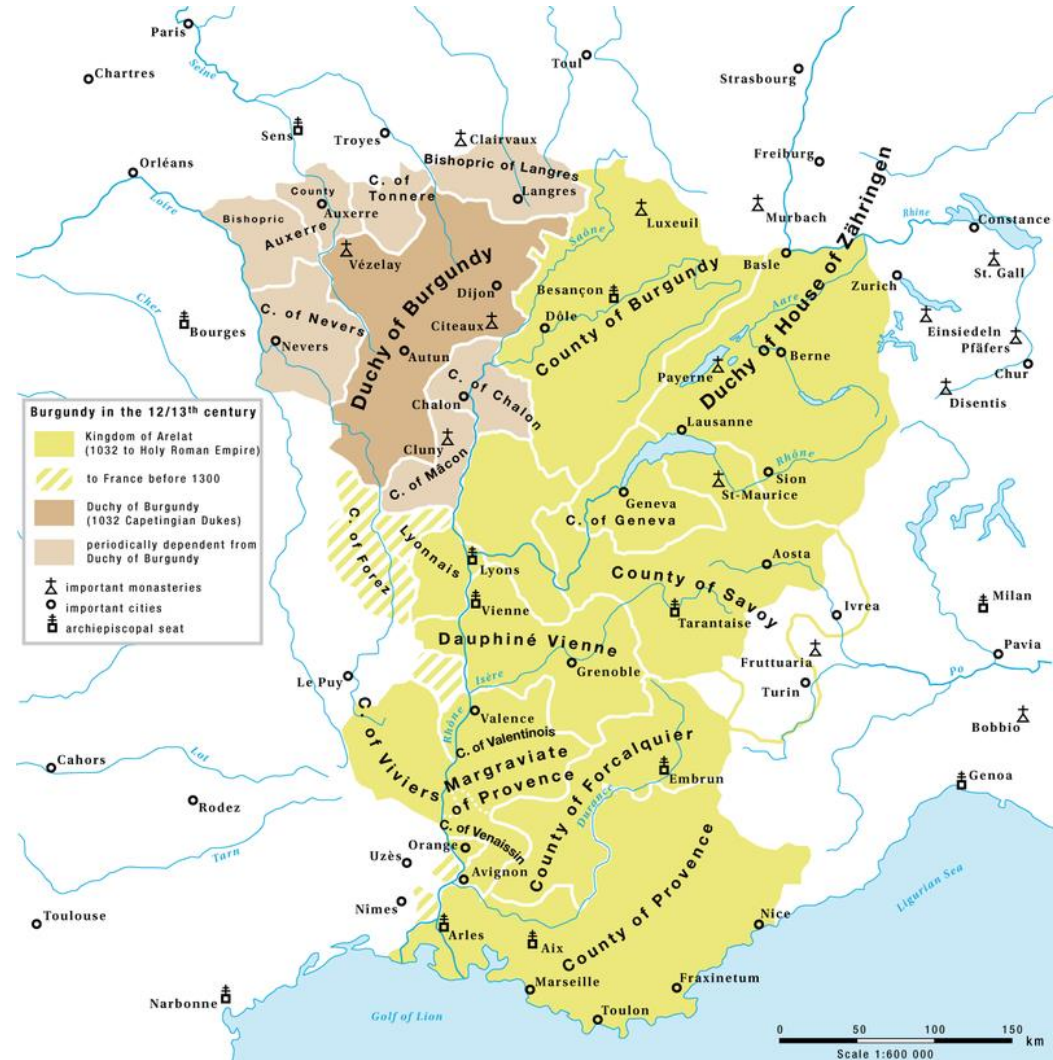 Paris
Chartres
Seine
Toul
Strasbourg
Sens
Troyes
Clairvaux
Bishopric of Langres
Langres
Freiburg
Orléans
Loire
County
Auxerre
Bishopric
Auxerre
C. of
Tonnere
Vézelay
Saône
Luxeuil
Murbach
Rhine
Constance
St. Gall
Basle
Zurich
Duchy of Burgundy
Dijon
Besançon
County of Burgundy
Duchy of House of Zähringen
Aare
Einsiedeln
Pfäfers
Chur
Disentis
Cher
Bourges
C. of Nevers
Nevers
Citeaux
Dôle
Autun
Berne
Payerne
Chalon
C. of Chalon
Lausanne
Cluny
C. of Mâcon
Rhône
Sion
St-Maurice
Geneva
C. of Geneva
Burgundy in the 12/13th century
Kingdom of Arelat
(1032 to Holy Roman Empire)
to France before 1300
Duchy of Burgundy
(1032 Capetingian Dukes)
periodically dependent from
Duchy of Burgundy
important monasteries
important cities
archiepiscopal seat
C. of Forez
Lyonnais
Lyons
Vienne
Aosta
County of Savoy
Tarantaise
Ivrea
Milan
Pavia
Po
Dauphiné Vienne
Grenoble
Isère
Fruttuaria
Turin
Bobbio
Genoa
Le Puy
Rhône
Valence
C. of Valentinois
C. of Viviers
Margraviate
of Provence
County of Forcalquier
Embrun
Durance
Cahors
Lot
Rodez
Tarn
Toulouse
C. of Venaissin
Orange
Uzès
Avignon
Nîmes
Arles
Aix
County of Provence
Nice
Ligurian Sea
Marseille
Fraxinetum
Toulon
Narbonne
Golf of Lion
0 50 100 150 km
Scale 1:600 000